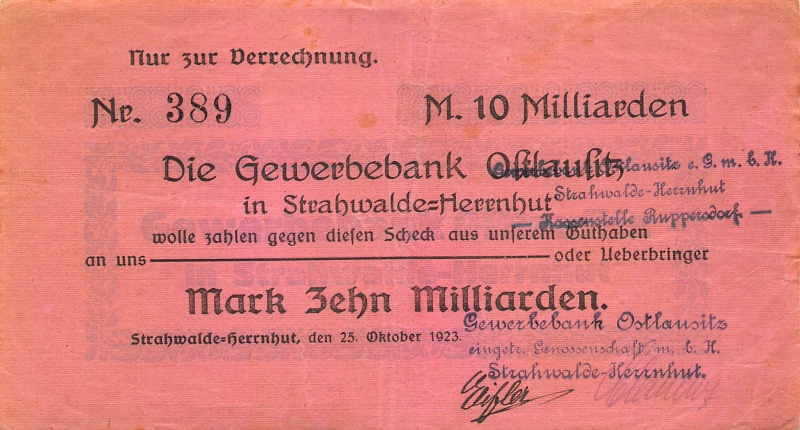 Nur zur Verrechnung.
Nr. 389
M. 10 Milliarden
Die Gewerbebank Ostlausitz
in Strahwalde=Herrnhut
Gewerbebank Ostlausitz e. G. m. b. H.
Strahwalde-Herrnhut
— Kassenstelle Ruppersdorf —
wolle zahlen gegen diesen Scheck aus unserem Guthaben
an uns — oder Ueberbringer
Mark Zehn Milliarden.
Strahwalde=Herrnhut, den 25. Oktober 1923.
Gewerbebank Ostlausitz
eingetr. Genossenschaft m. b. H.
Strahwalde-Herrnhut.